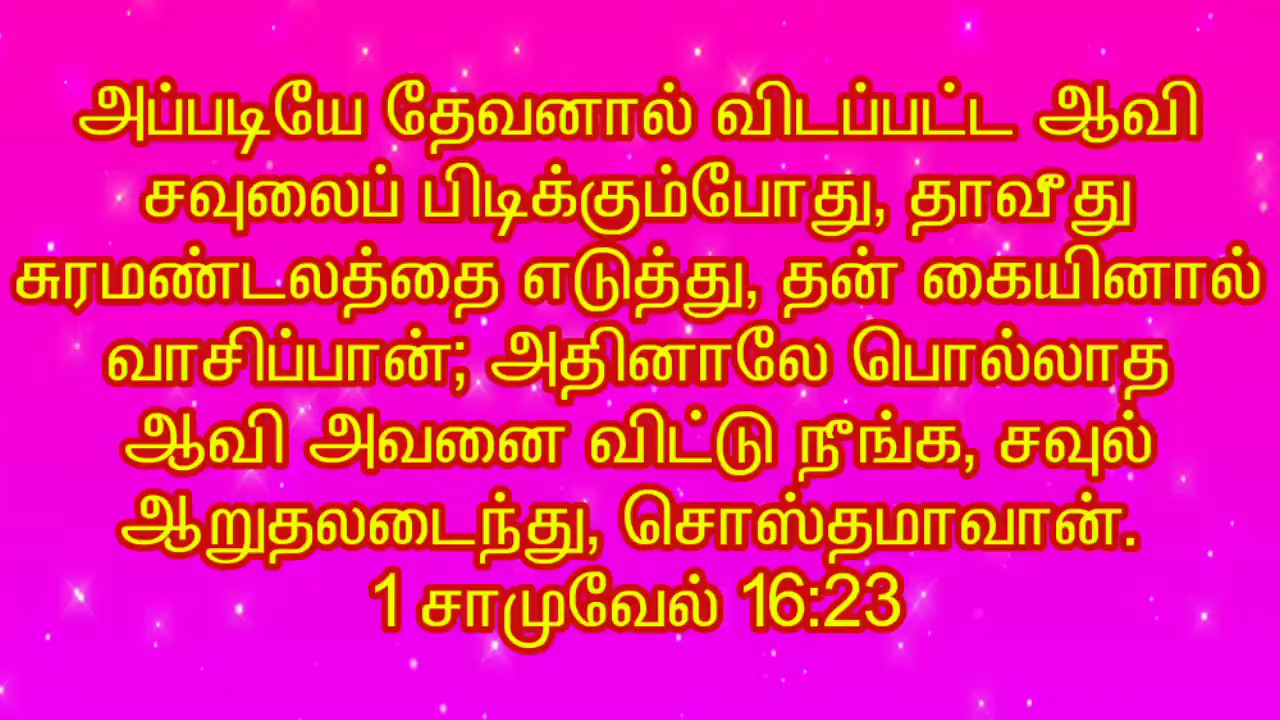 அப்படியே தேவனால் விடப்பட்ட ஆவி
சவுலைப் பிடிக்கும்போது, தாவீது
சுரமண்டலத்தை எடுத்து, தன் கையினால்
வாசிப்பான்; அதினாலே பொல்லாத
ஆவி அவனை விட்டு நீங்க, சவுல்
ஆறுதலடைந்து, சொஸ்தமாவான்.
1 சாமுவேல் 16:23